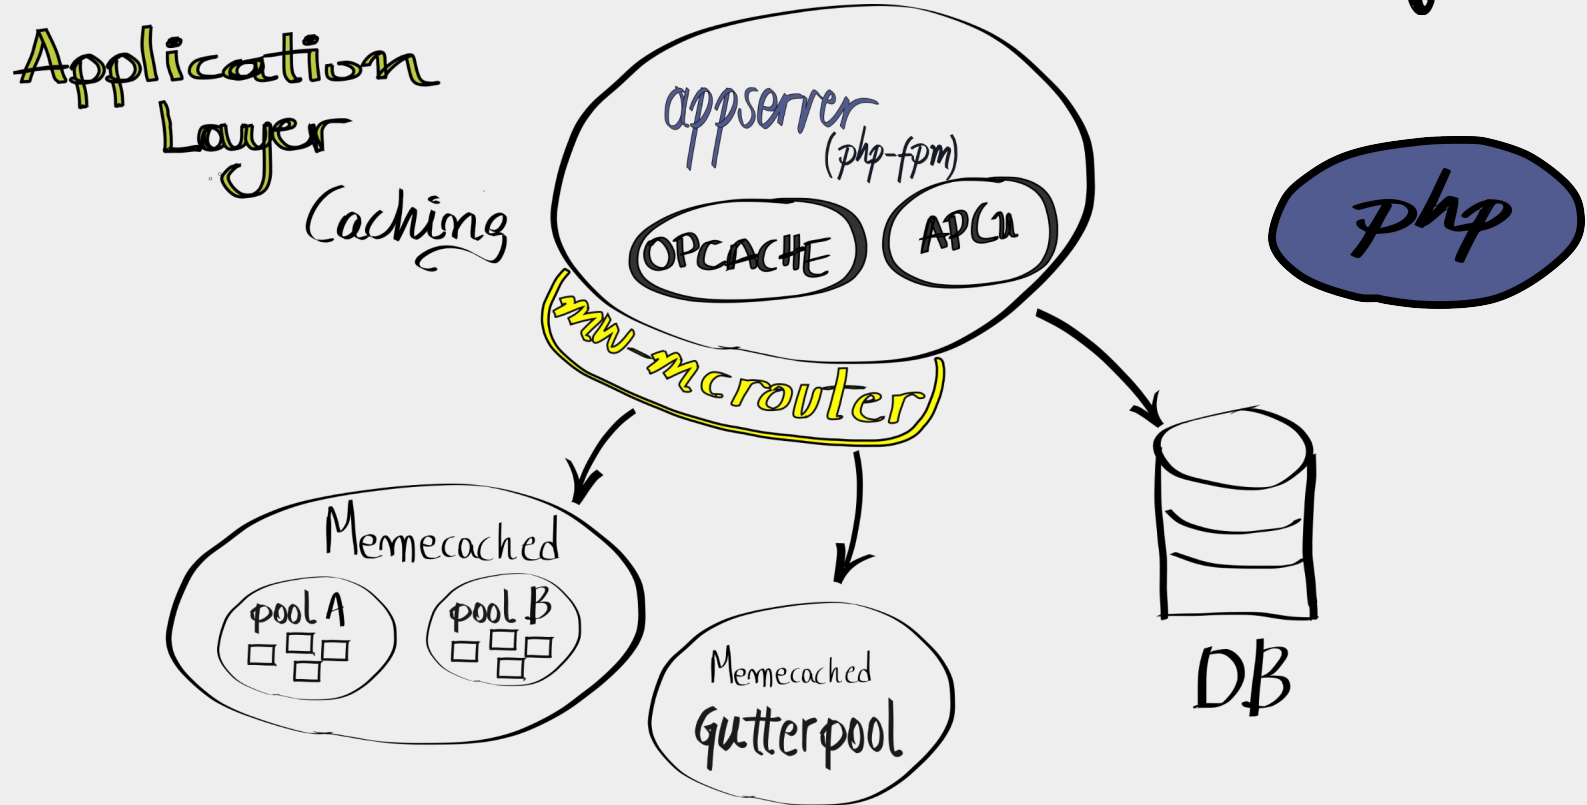 Application
Layer
Caching
appserver
(php-fpm)
OPCACHE
APCu
php
mw-mcrouter
Memecached
pool A
pool B
Memecached
Gutterpool
DB